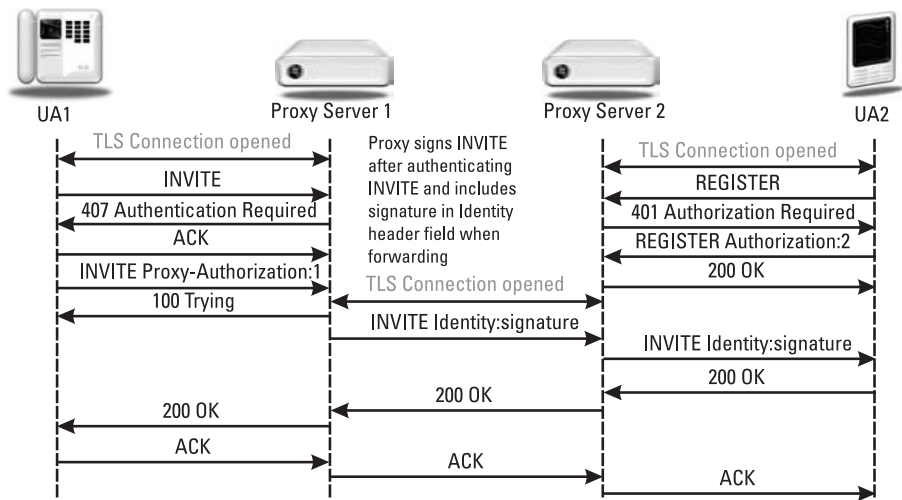 UA1
Proxy Server 1
Proxy Server 2
UA2
TLS Connection opened
INVITE
407 Authentication Required
ACK
INVITE Proxy-Authorization:1
100 Trying
Proxy signs INVITE
after authenticating
INVITE and includes
signature in Identity
header field when
forwarding
TLS Connection opened
REGISTER
401 Authorization Required
REGISTER Authorization:2
200 OK
TLS Connection opened
INVITE Identity:signature
INVITE Identity:signature
200 OK
200 OK
200 OK
ACK
ACK
ACK